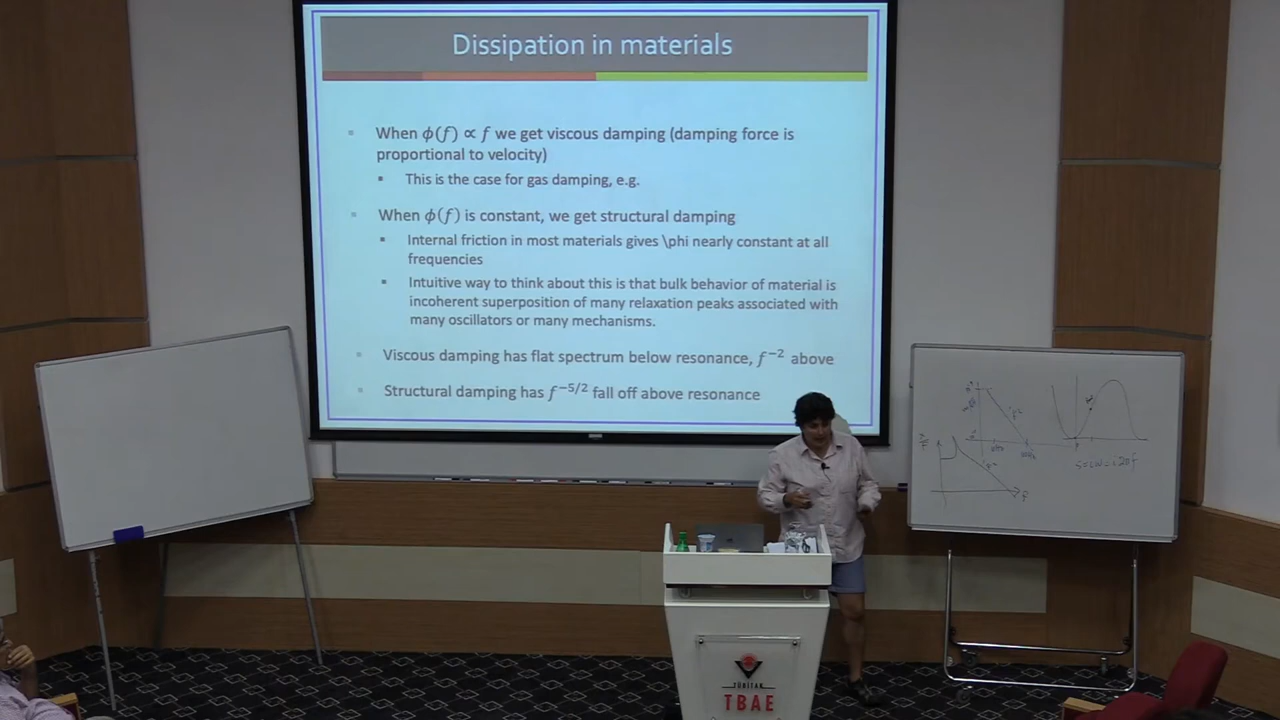 Dissipation in materials
When ϕ(f) ∝ f we get viscous damping (damping force is
proportional to velocity)
This is the case for gas damping, e.g.
When ϕ(f) is constant, we get structural damping
Internal friction in most materials gives \phi nearly constant at all
frequencies
Intuitive way to think about this is that bulk behavior of material is
incoherent superposition of many relaxation peaks associated with
many oscillators or many mechanisms.
Viscous damping has flat spectrum below resonance, f⁻² above
Structural damping has f^{-5/2} fall off above resonance
S=iω=i2πf
TÜBİTAK
TBAE